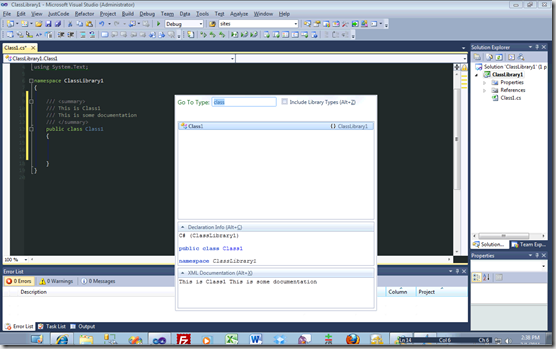 ClassLibrary1 - Microsoft Visual Studio (Administrator)
File Edit View JustCode Refactor Project Build Debug Team Data Tools Test Analyze Window Help
Debug sites
Class1.cs*
ClassLibrary1.Class1
using System.Text;
namespace ClassLibrary1
{
/// <summary>
/// This is Class1
/// This is some documentation
/// </summary>
public class Class1
{
}
}
100 %
Go To Type: class Include Library Types (Alt+Z)
Class1 {} ClassLibrary1
Declaration Info (Alt+C)
C# (ClassLibrary1)
public class Class1
namespace ClassLibrary1
XML Documentation (Alt+X)
This is Class1 This is some documentation
Solution Explorer
Solution 'ClassLibrary1' (1 p
ClassLibrary1
Properties
References
Class1.cs
Solution... Team Exp...
Properties
Error List
0 Errors 0 Warnings 0 Messages
Description Column Project
Error List Task List Output
Ln 14 Col 6 Ch 6
2:38 PM